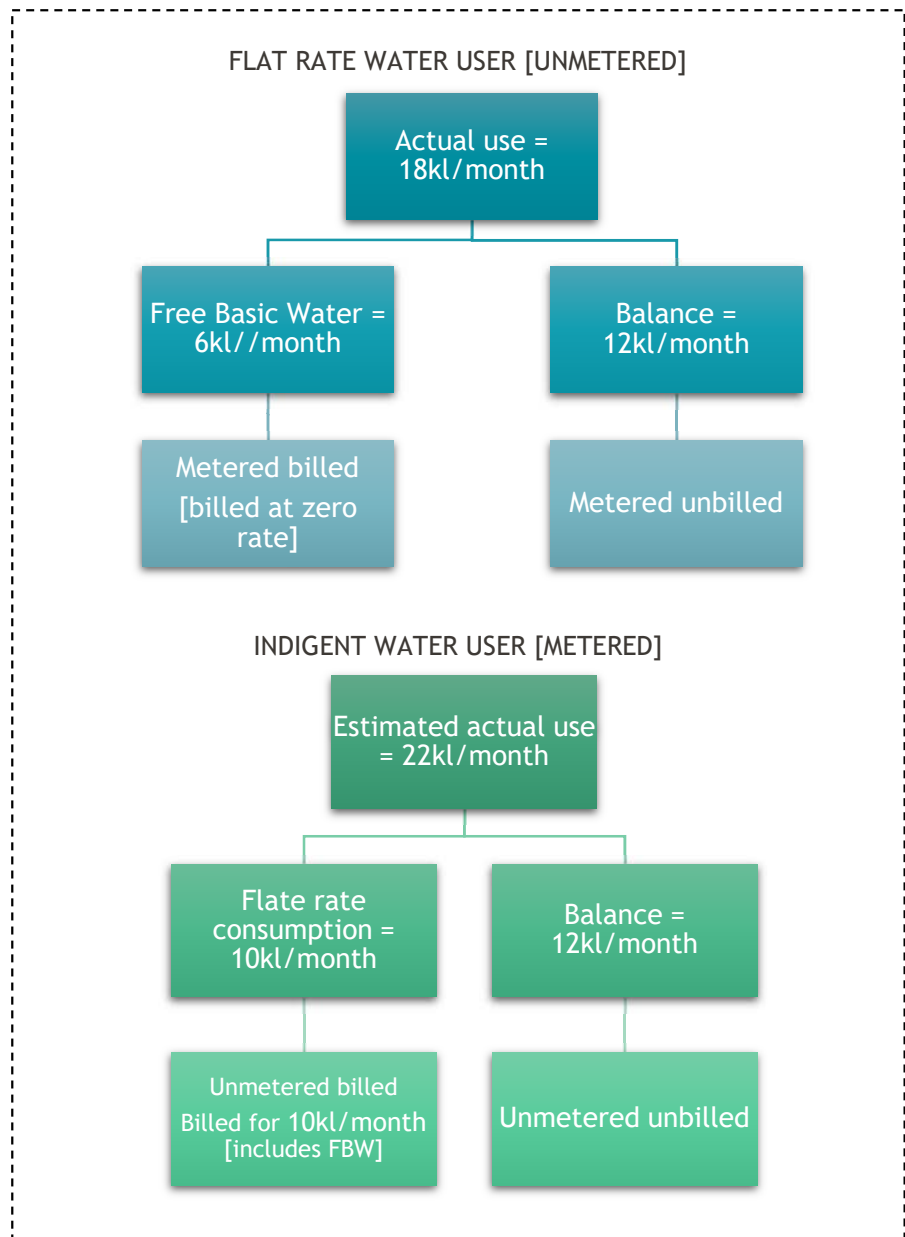 FLAT RATE WATER USER [UNMETERED]
Actual use =
18kl/month
Free Basic Water =
6kl//month
Balance =
12kl/month
Metered billed
[billed at zero
rate]
Metered unbilled
INDIGENT WATER USER [METERED]
Estimated actual use
= 22kl/month
Flate rate
consumption =
10kl/month
Balance =
12kl/month
Unmetered billed
Billed for 10kl/month
[includes FBW]
Unmetered unbilled